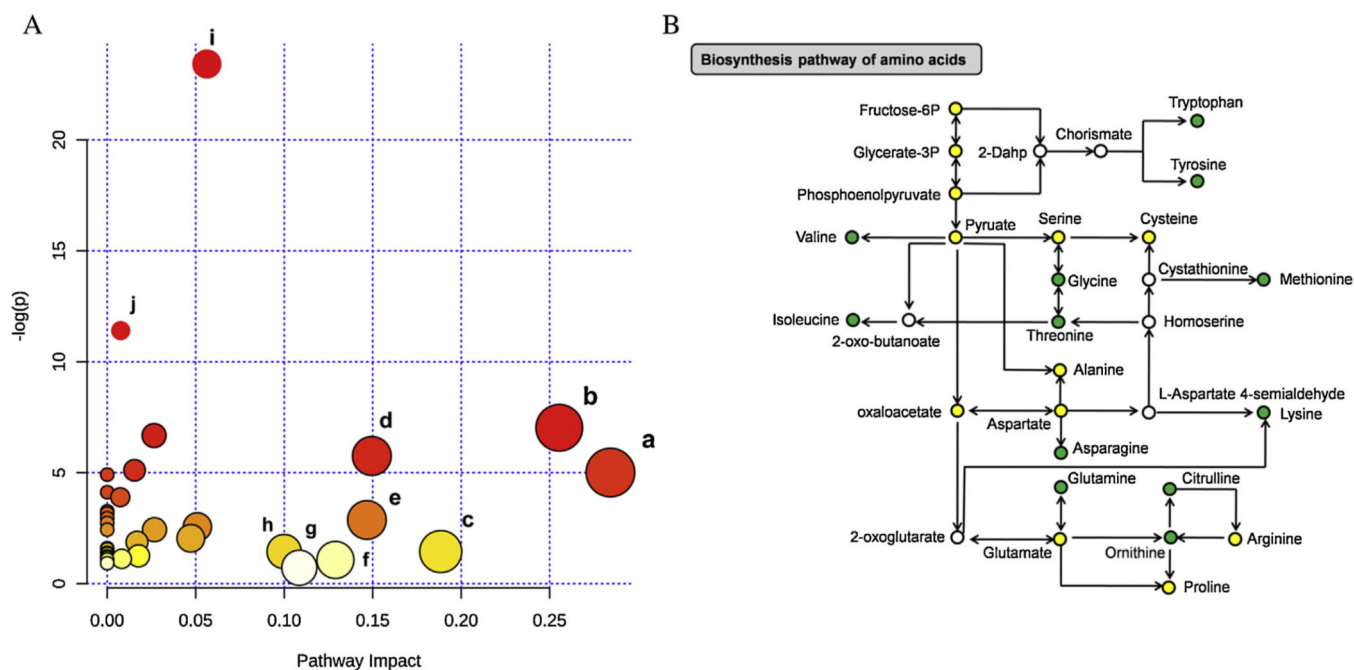 A
B
i
j
b
a
d
e
c
h
g
f
20
15
10
5
0
-log(p)
0.00
0.05
0.10
0.15
0.20
0.25
Pathway Impact
Biosynthesis pathway of amino acids
Fructose-6P
Tryptophan
Chorismate
Glycerate-3P
2-Dahp
Tyrosine
Phosphoenolpyruvate
Pyruate
Serine
Cysteine
Valine
Cystathionine
Glycine
Methionine
Isoleucine
2-oxo-butanoate
Threonine
Homoserine
Alanine
L-Aspartate 4-semialdehyde
oxaloacetate
Aspartate
Lysine
Asparagine
Glutamine
Citrulline
2-oxoglutarate
Glutamate
Ornithine
Arginine
Proline